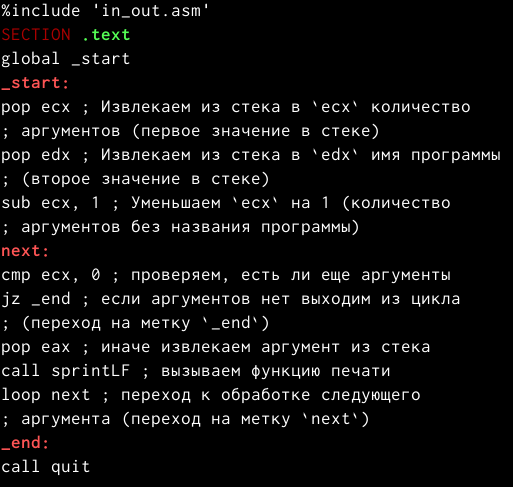 %include 'in_out.asm'
SECTION .text
global _start
_start:
pop ecx ; Извлекаем из стека в `ecx` количество
; аргументов (первое значение в стеке)
pop edx ; Извлекаем из стека в `edx` имя программы
; (второе значение в стеке)
sub ecx, 1 ; Уменьшаем `ecx` на 1 (количество
; аргументов без названия программы)
next:
cmp ecx, 0 ; проверяем, есть ли еще аргументы
jz _end ; если аргументов нет выходим из цикла
; (переход на метку `_end`)
pop eax ; иначе извлекаем аргумент из стека
call sprintLF ; вызываем функцию печати
loop next ; переход к обработке следующего
; аргумента (переход на метку `next`)
_end:
call quit